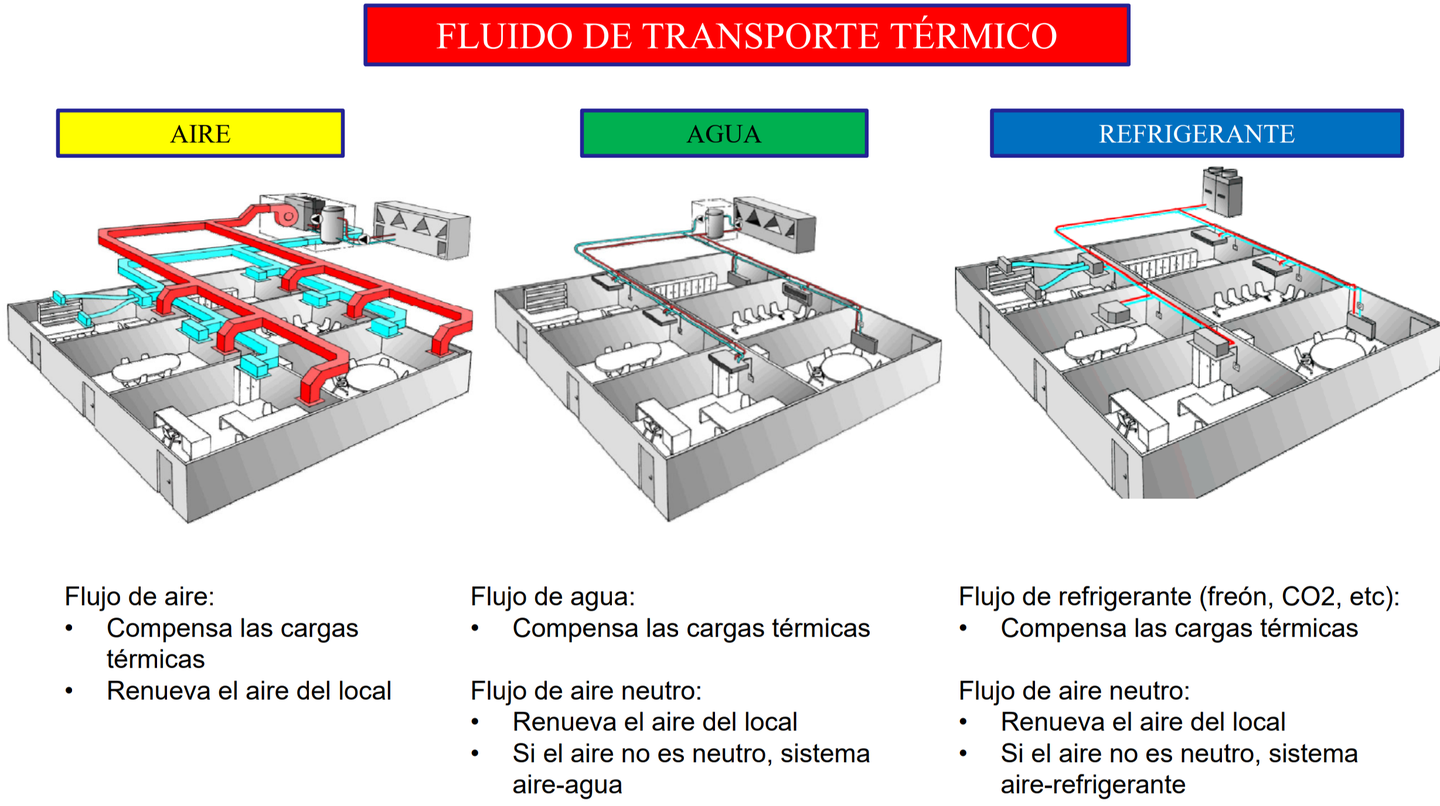 FLUIDO DE TRANSPORTE TÉRMICO
AIRE
AGUA
REFRIGERANTE
Flujo de aire:
• Compensa las cargas
térmicas
• Renueva el aire del local
Flujo de agua:
• Compensa las cargas térmicas
Flujo de aire neutro:
• Renueva el aire del local
• Si el aire no es neutro, sistema
aire-agua
Flujo de refrigerante (freón, CO2, etc):
• Compensa las cargas térmicas
Flujo de aire neutro:
• Renueva el aire del local
• Si el aire no es neutro, sistema
aire-refrigerante